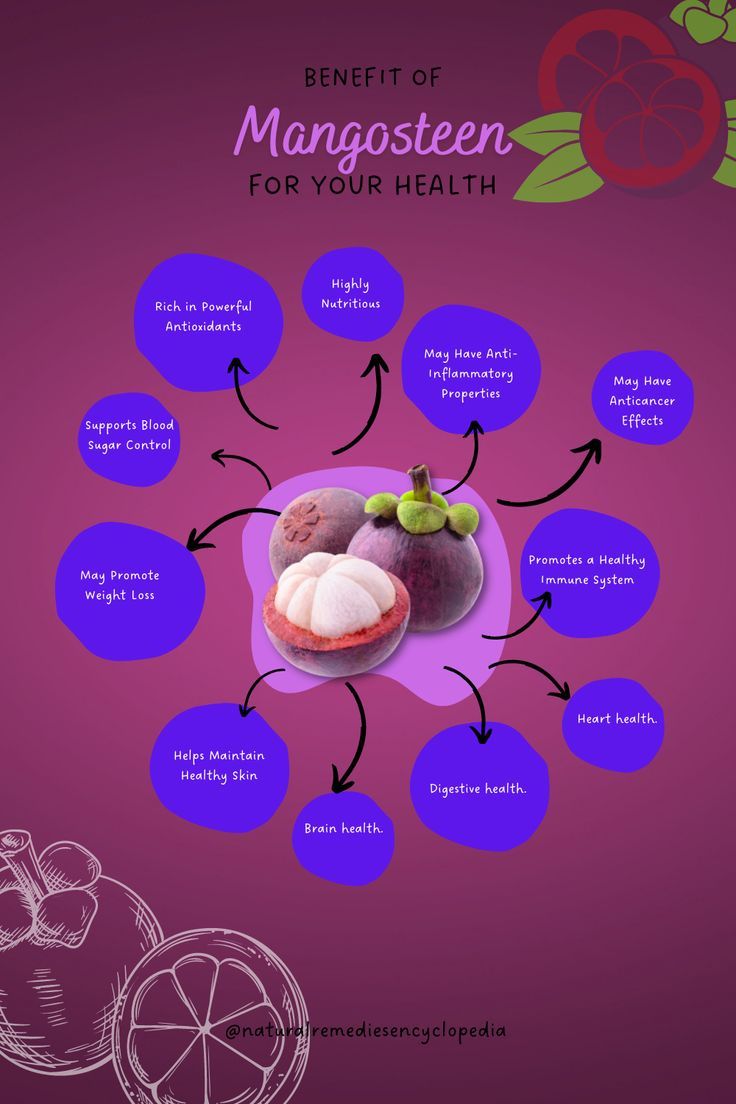 BENEFIT OF
Mangosteen
FOR YOUR HEALTH
Rich in Powerful
Antioxidants
Highly
Nutritious
May Have Anti-
Inflammatory
Properties
May Have
Anticancer
Effects
Supports Blood
Sugar Control
Promotes a Healthy
Immune System
May Promote
Weight Loss
Heart health.
Helps Maintain
Healthy Skin
Digestive health.
Brain health.
@naturalremediesencyclopedia